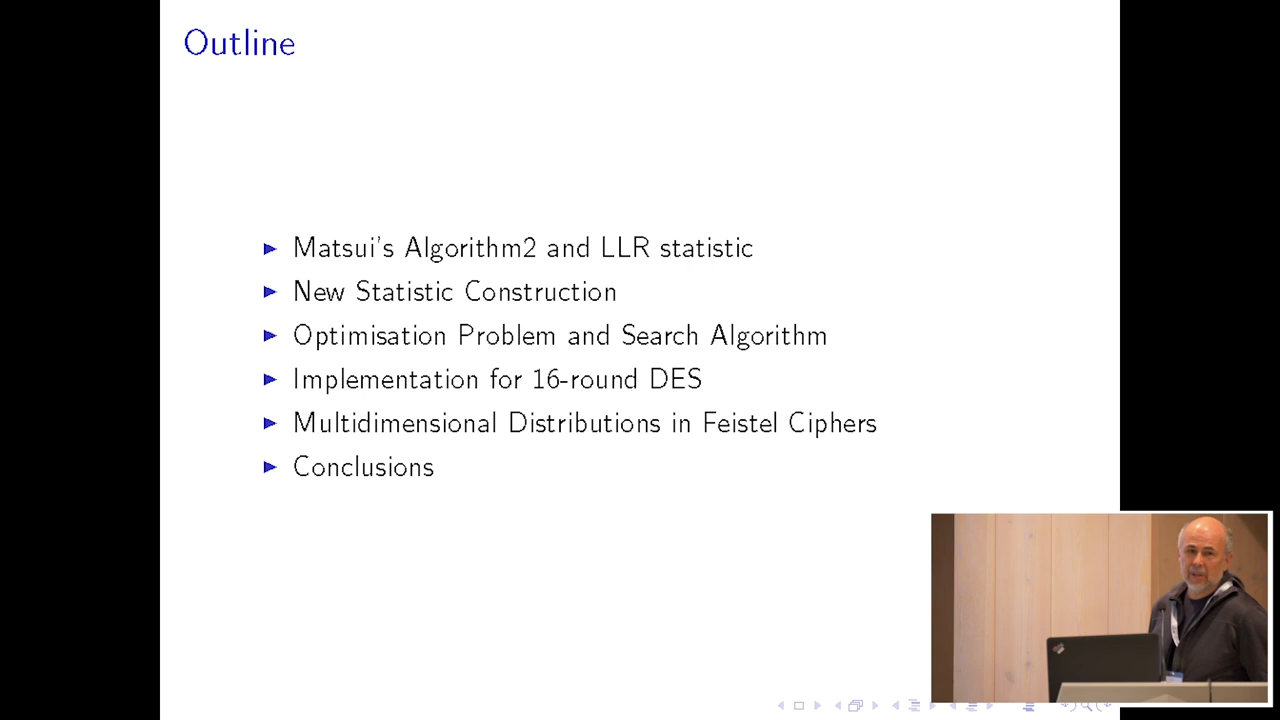 Outline
Matsui's Algorithm2 and LLR statistic
New Statistic Construction
Optimisation Problem and Search Algorithm
Implementation for 16-round DES
Multidimensional Distributions in Feistel Ciphers
Conclusions